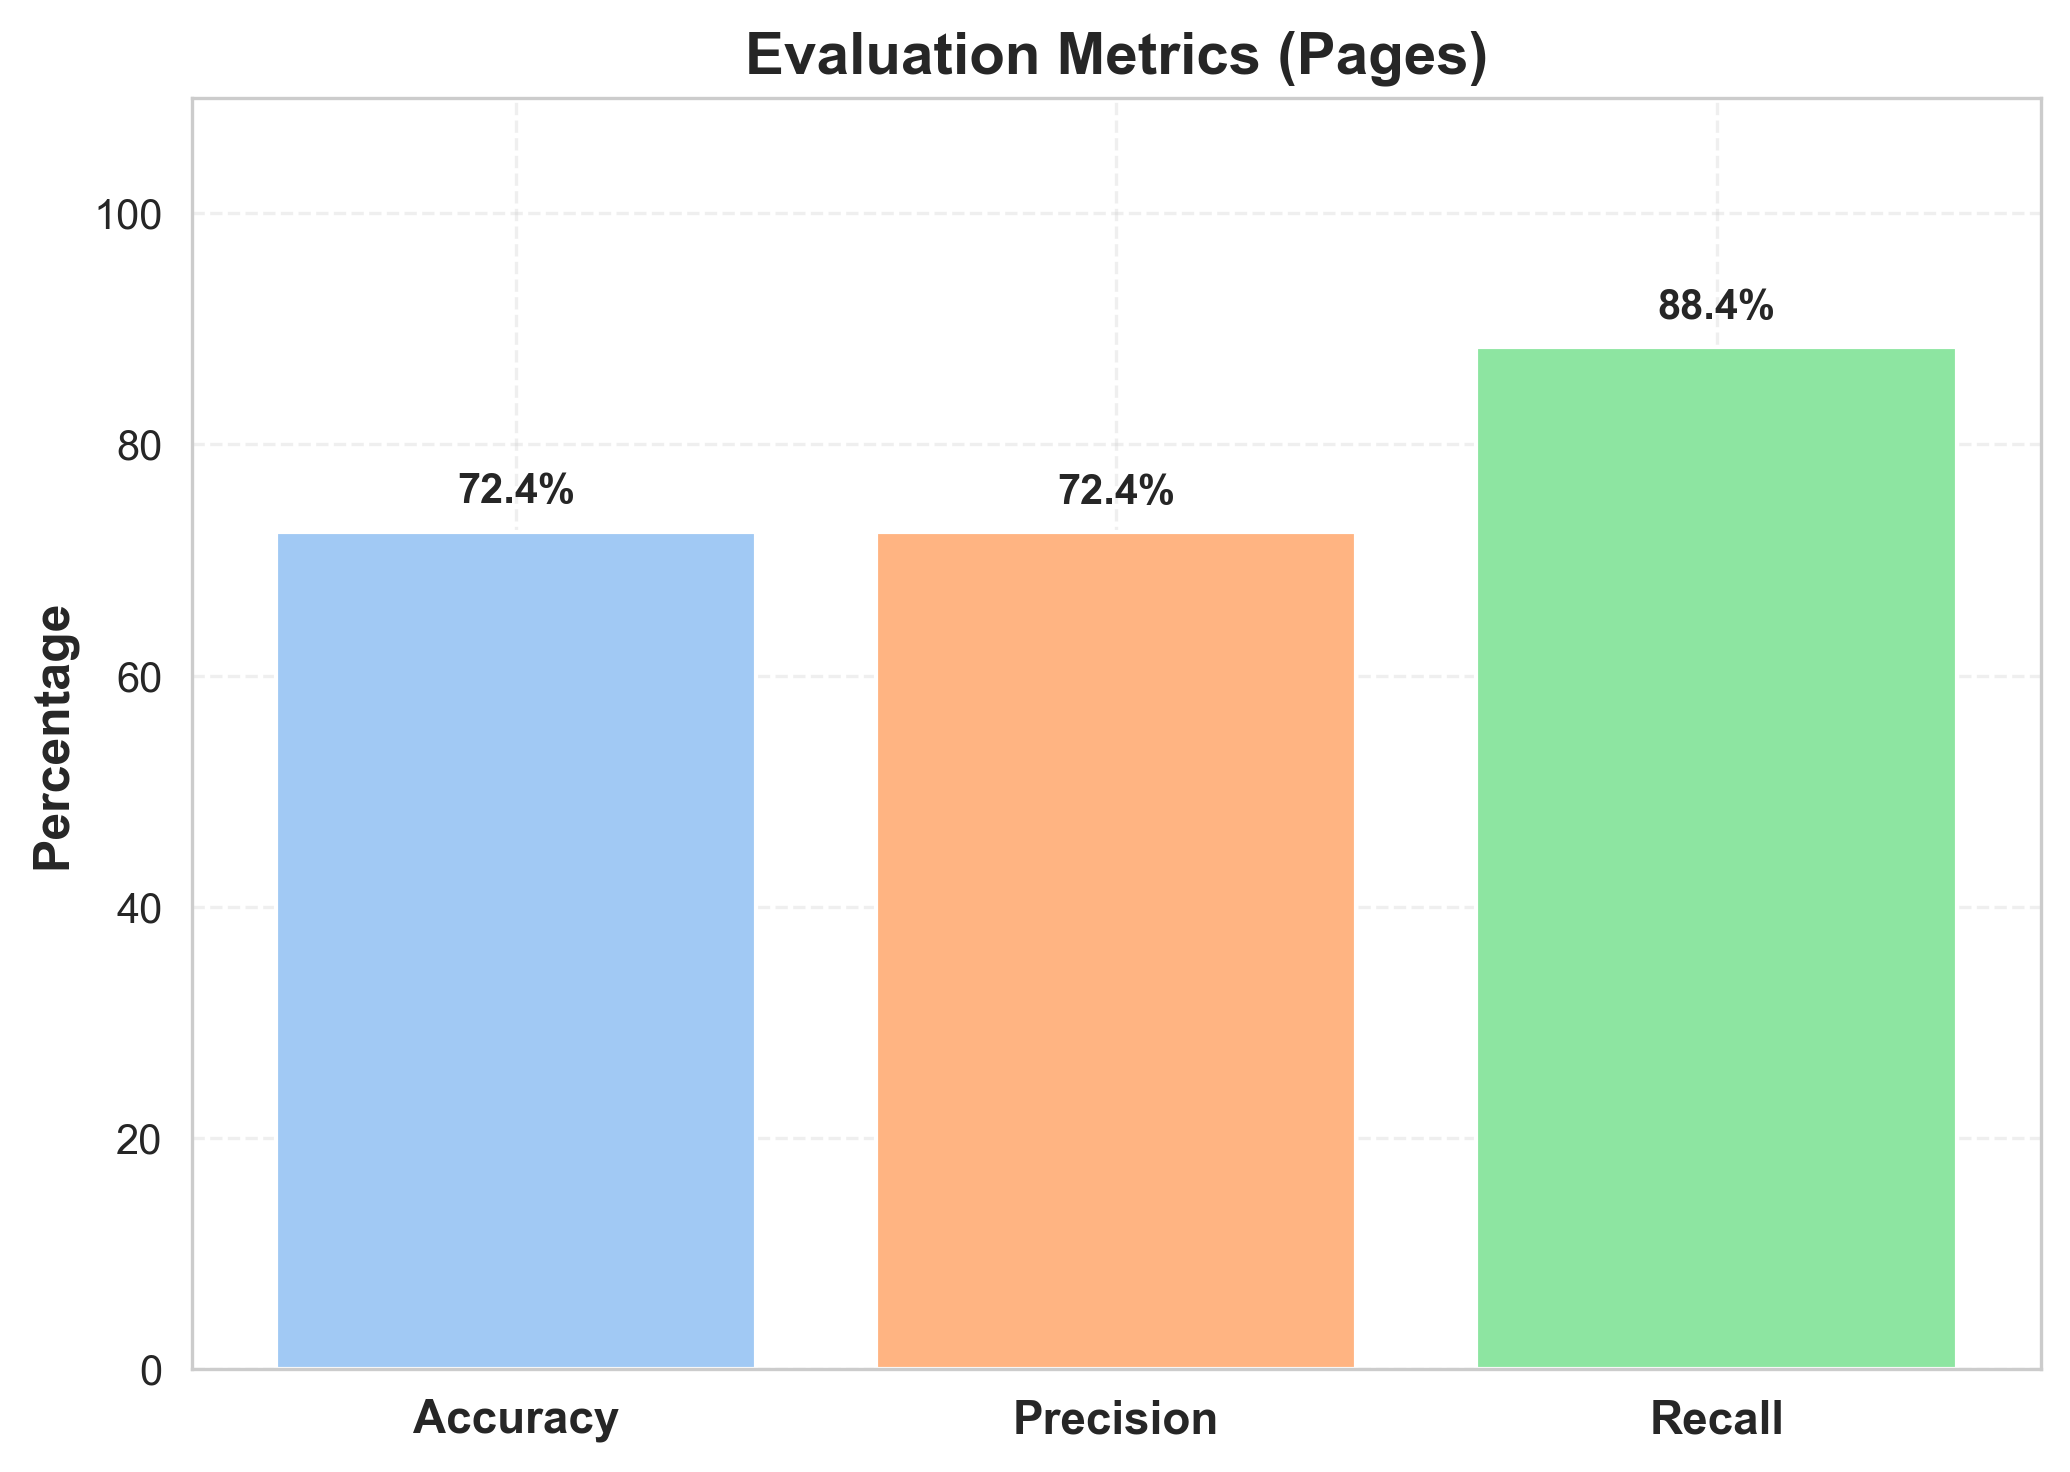 Evaluation Metrics (Pages)
Percentage
100
80
60
40
20
0
72.4%
72.4%
88.4%
Accuracy
Precision
Recall